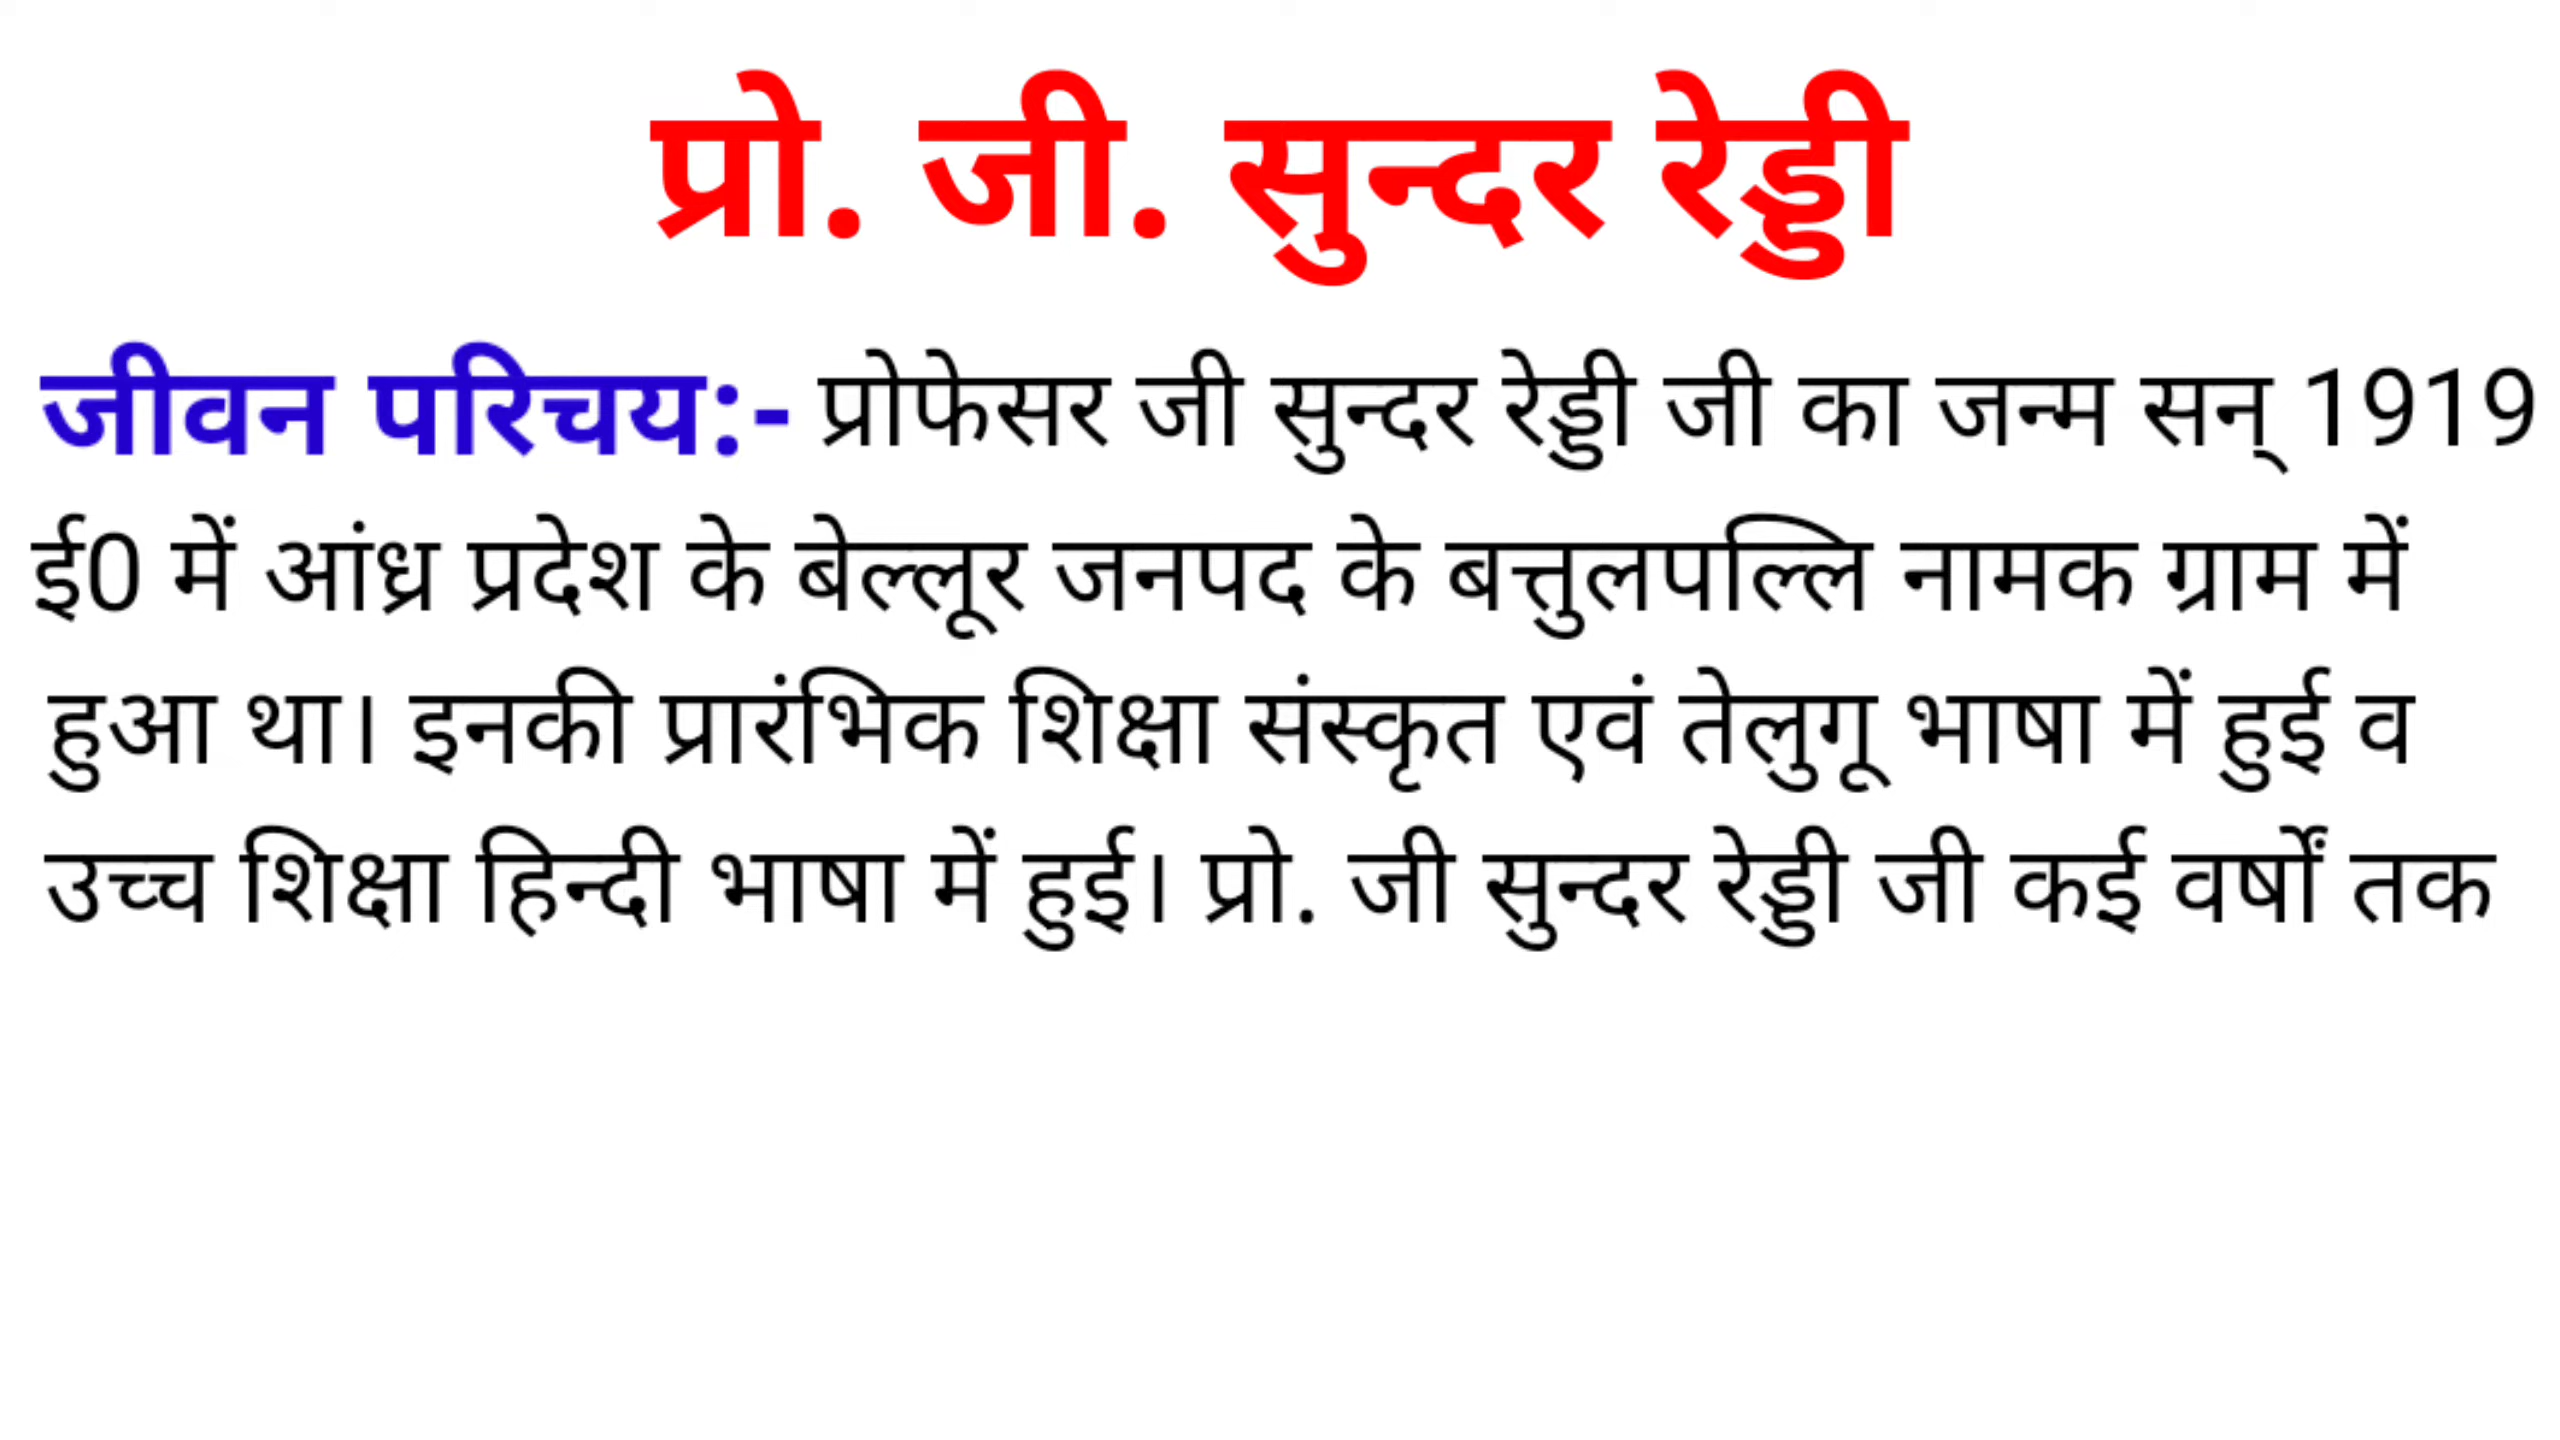 प्रो. जी. सुन्दर रेड्डी
जीवन परिचय:- प्रोफेसर जी सुन्दर रेड्डी जी का जन्म सन् 1919
ई0 में आंध्र प्रदेश के बेल्लूर जनपद के बत्तुलपल्लि नामक ग्राम में
हुआ था। इनकी प्रारंभिक शिक्षा संस्कृत एवं तेलुगू भाषा में हुई व
उच्च शिक्षा हिन्दी भाषा में हुई। प्रो. जी सुन्दर रेड्डी जी कई वर्षों तक